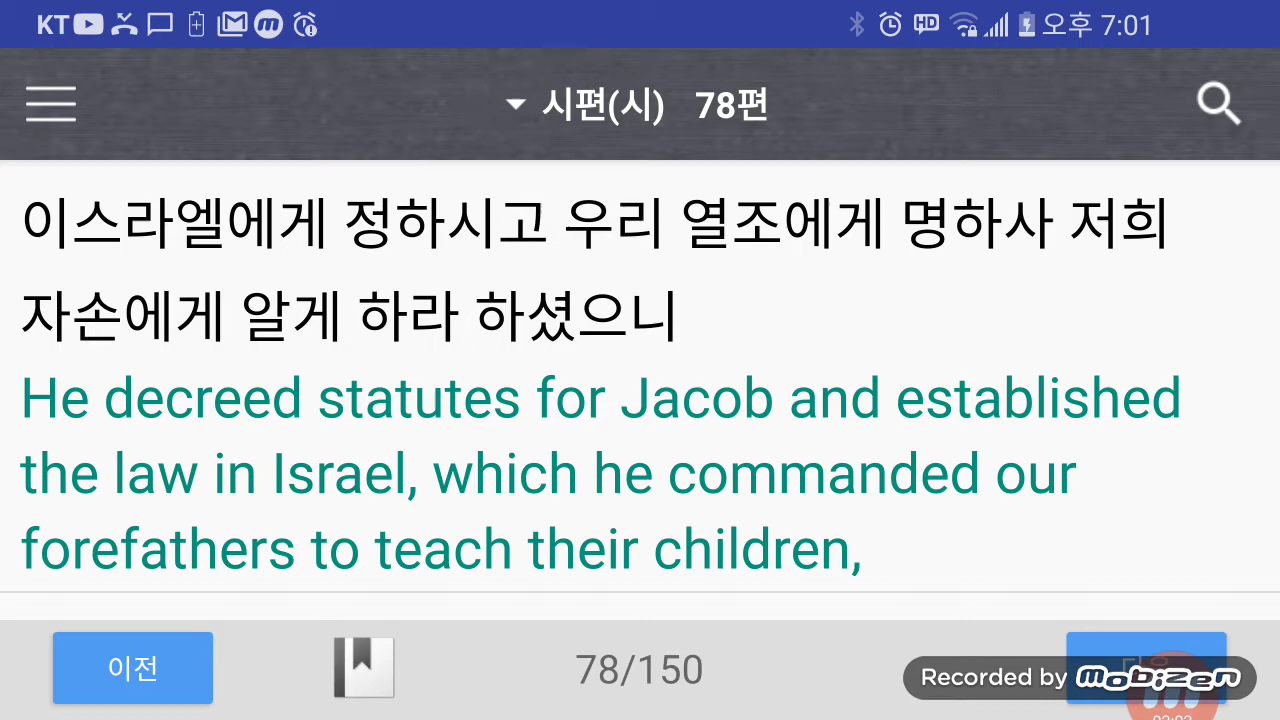 KT HD 오후 7:01
시편(시) 78편
이스라엘에게 정하시고 우리 열조에게 명하사 저희
자손에게 알게 하라 하셨으니
He decreed statutes for Jacob and established
the law in Israel, which he commanded our
forefathers to teach their children,
이전 78/150
Recorded by mobizen